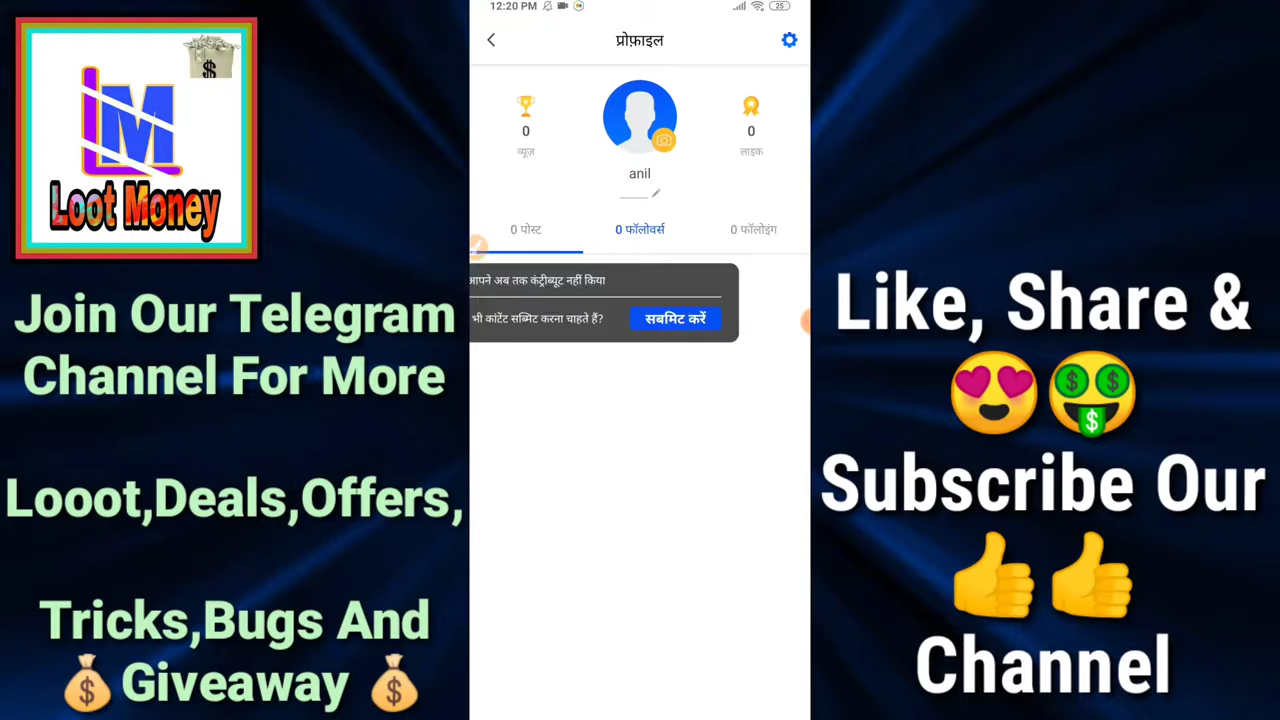 $
LM
Loot Money
Join Our Telegram
Channel For More
Looot,Deals,Offers,
Tricks,Bugs And
Giveaway
12:20 PM
25
प्रोफ़ाइल
0
व्यूज़
0
लाइक
anil
0 पोस्ट
0 फॉलोवर्स
0 फॉलोइंग
आपने अब तक कंट्रीब्यूट नहीं किया
भी कांटेंट सब्मिट करना चाहते हैं?
सबमिट करें
Like, Share &
Subscribe Our
Channel